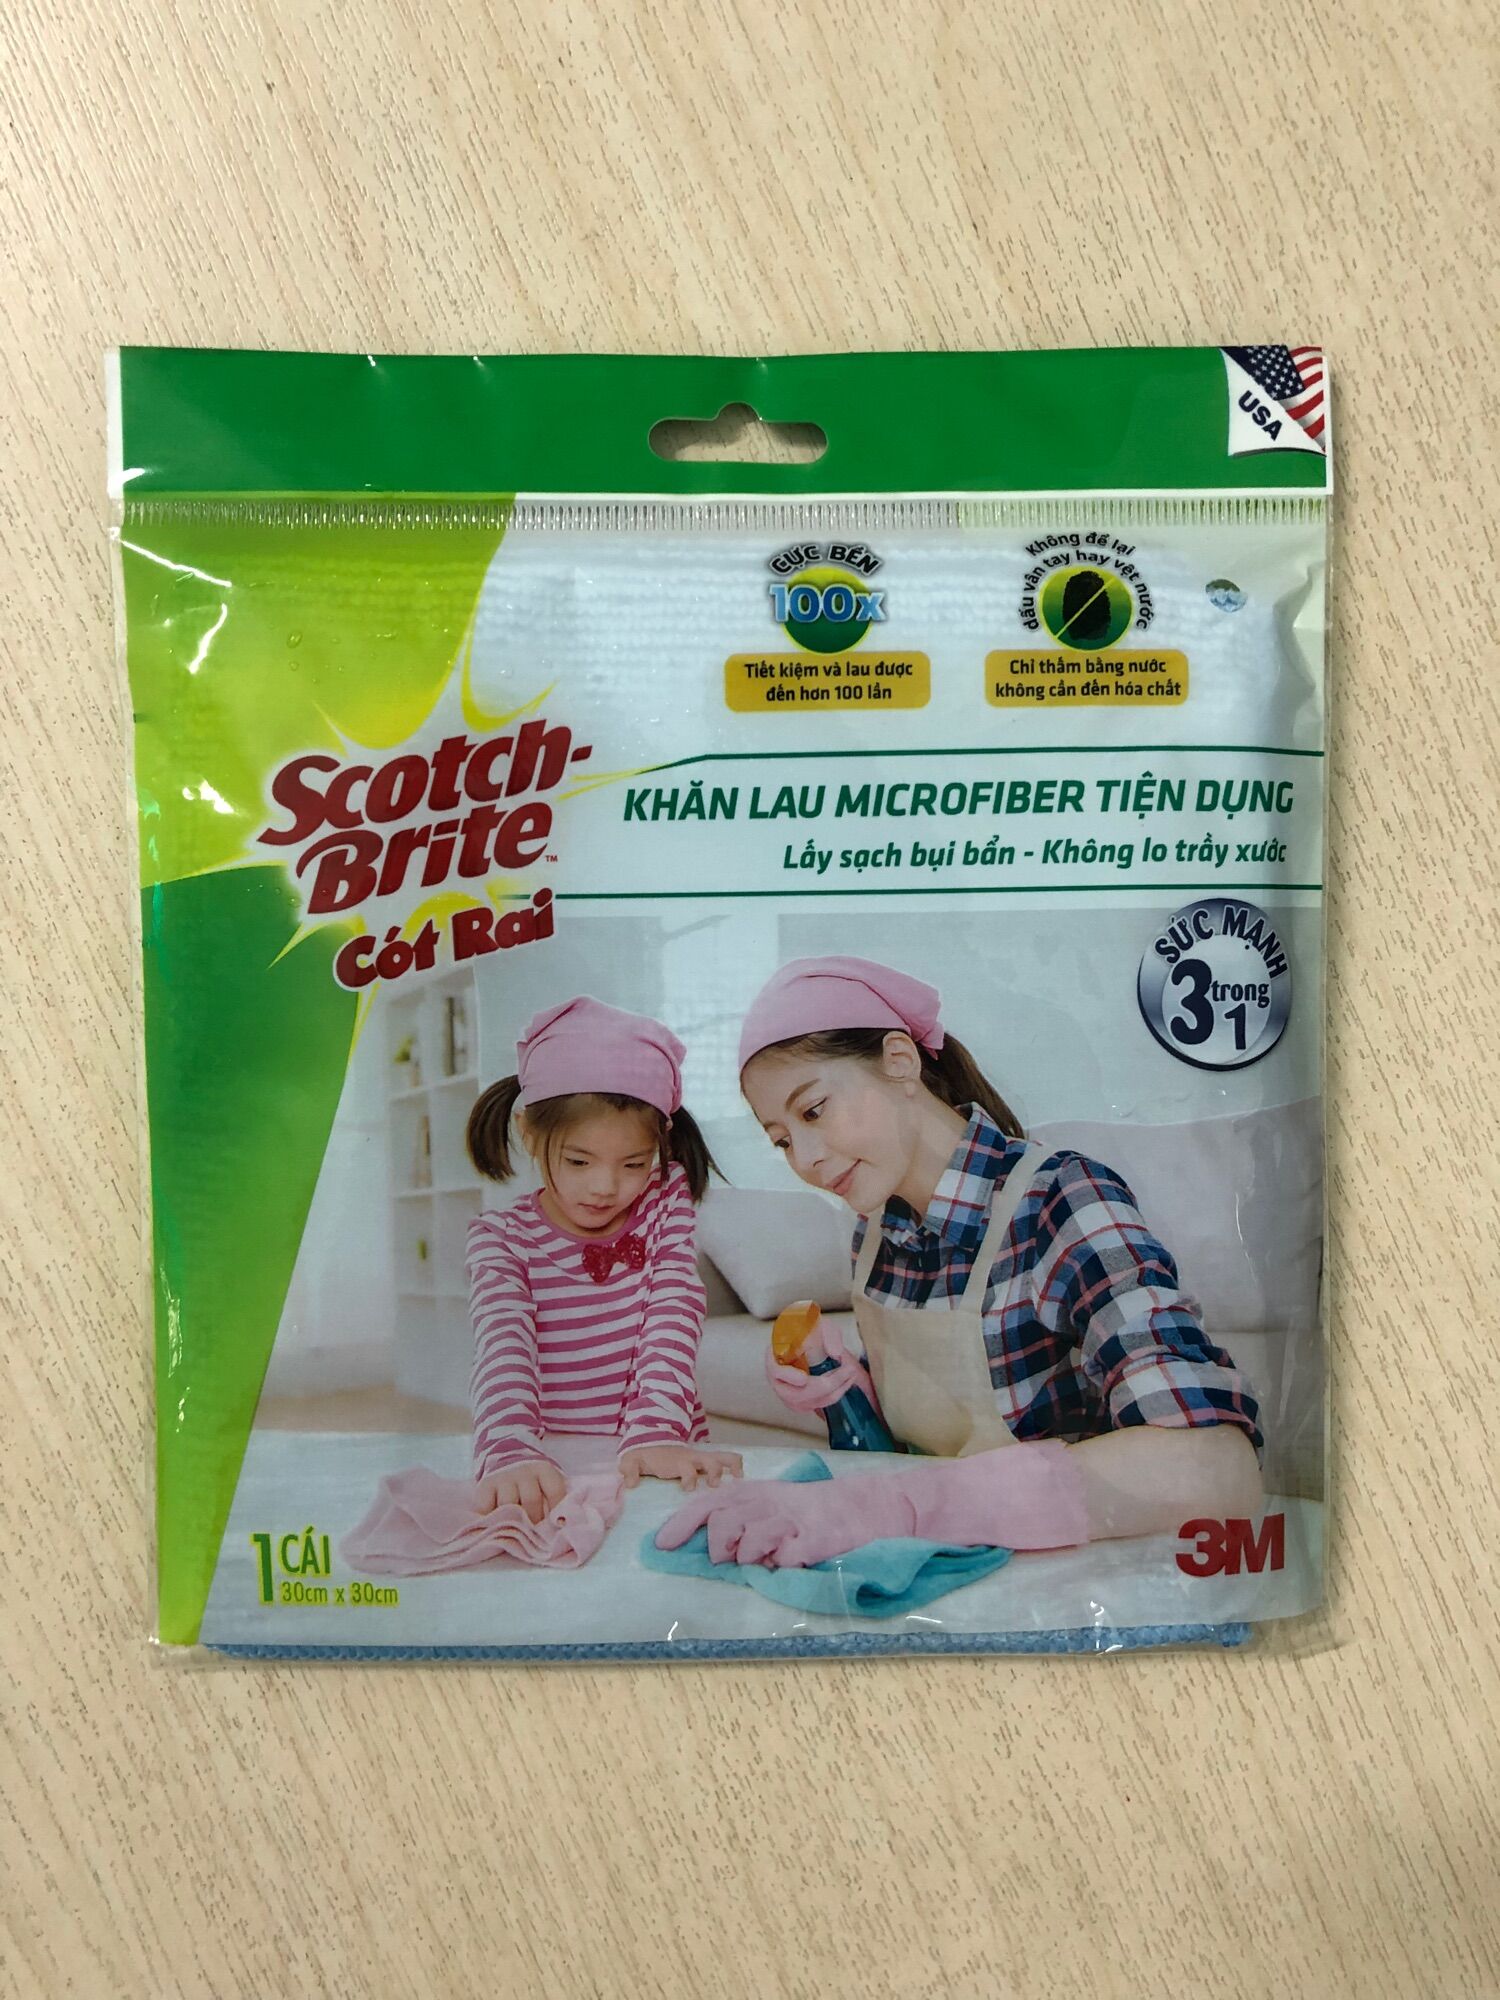 USA
CỰC BỀN
100x
Tiết kiệm và lau được
đến hơn 100 lần
Không để lại
dấu vân tay hay vệt nước
Chỉ thấm bằng nước
không cần đến hóa chất
Scotch-
Brite™
Cót Rai
KHĂN LAU MICROFIBER TIỆN DỤNG
Lấy sạch bụi bẩn - Không lo trầy xước
SỨC MẠNH
3 trong 1
1 CÁI
30cm x 30cm
3M